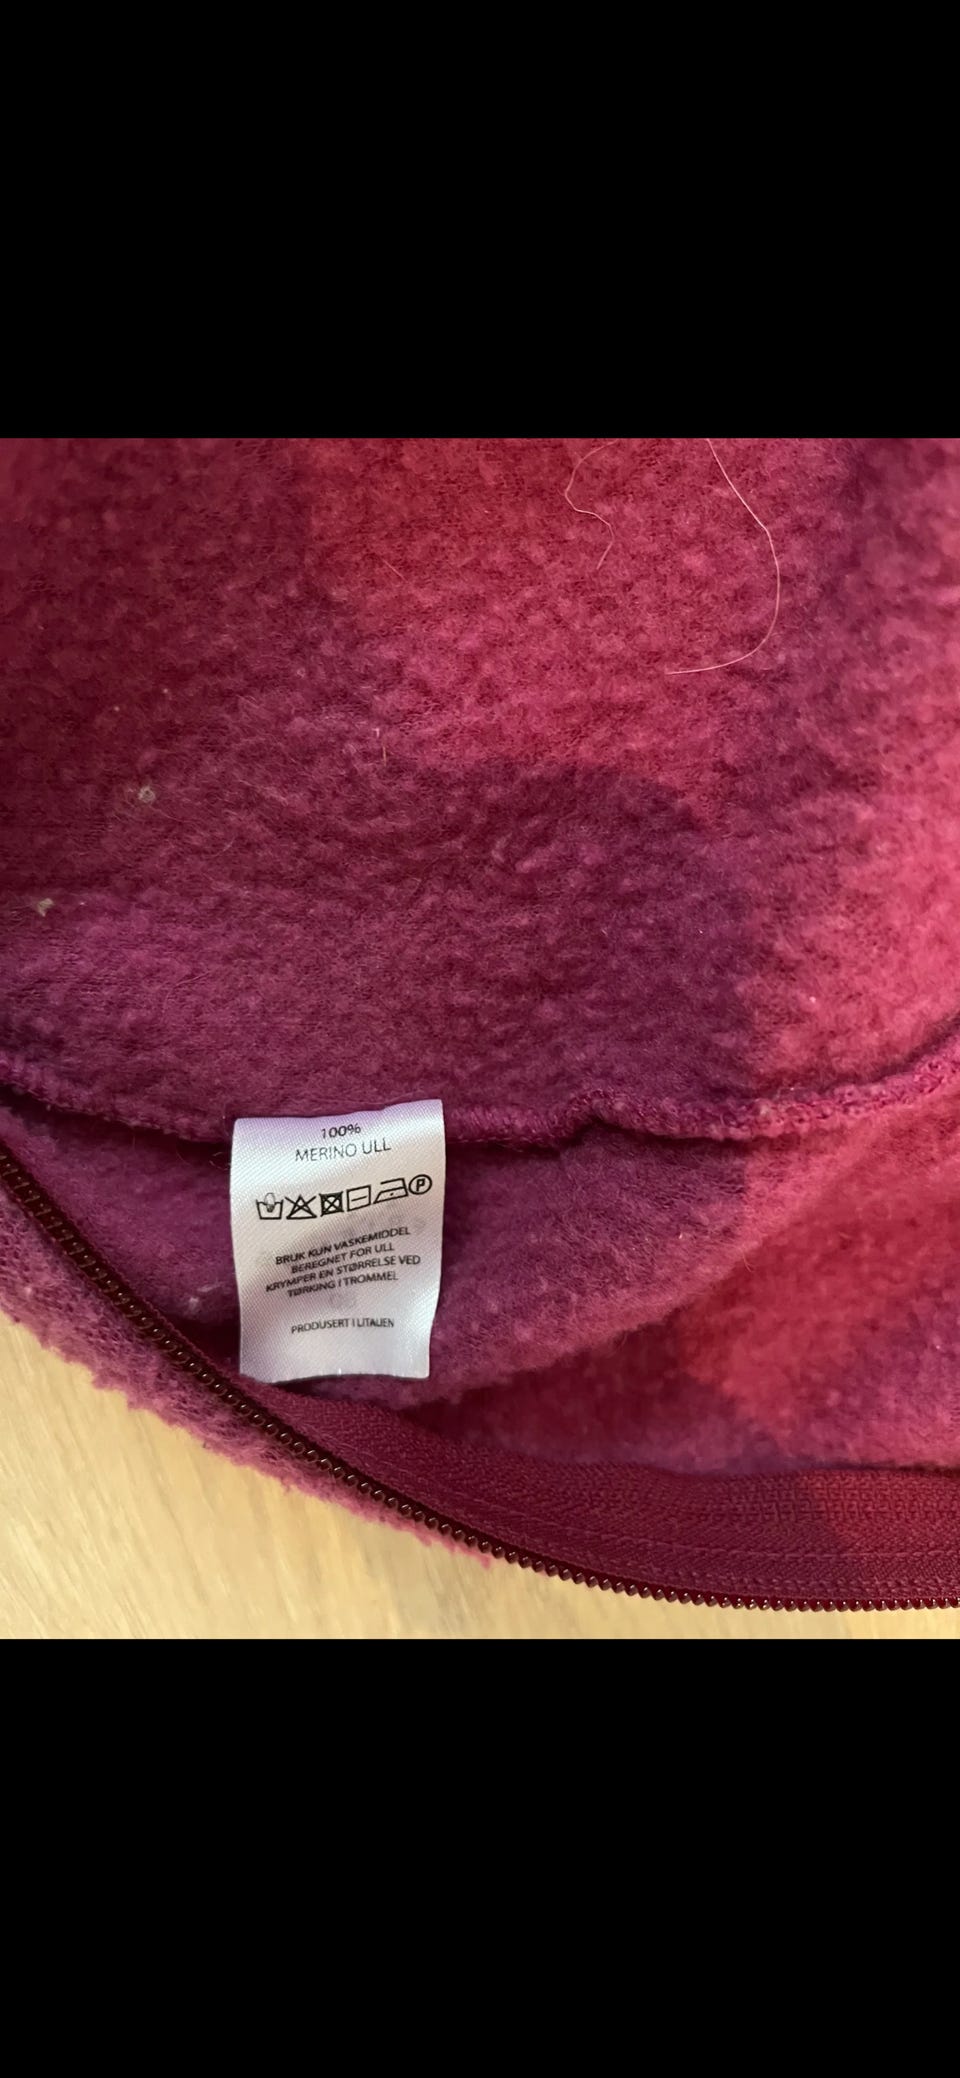 100%
MERINO ULL
BRUK KUN VASKEMIDDEL
BEREGNET FOR ULL
KRYMPER EN STØRRELSE VED
TØRKING I TROMMEL
PRODUSERT I LITAUEN